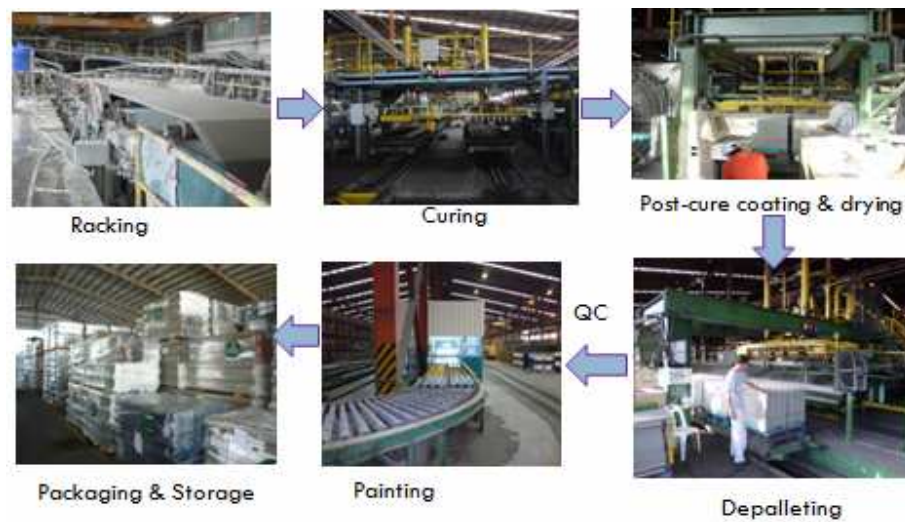 Racking
Curing
Post-cure coating & drying
QC
Packaging & Storage
Painting
Depalleting